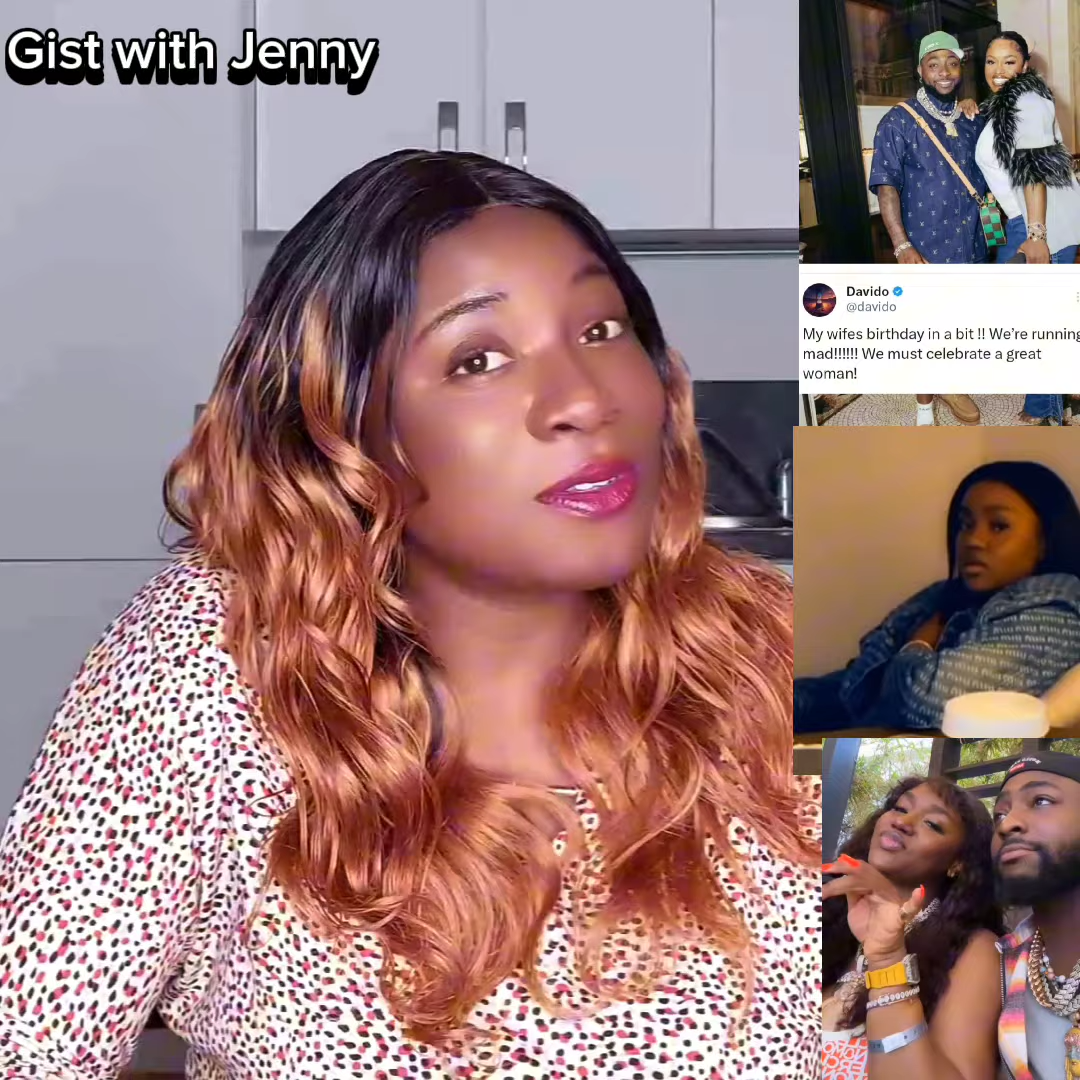 Gist with Jenny
Davido
@davido
My wifes birthday in a bit !! We’re running
mad!!!!!! We must celebrate a great
woman!